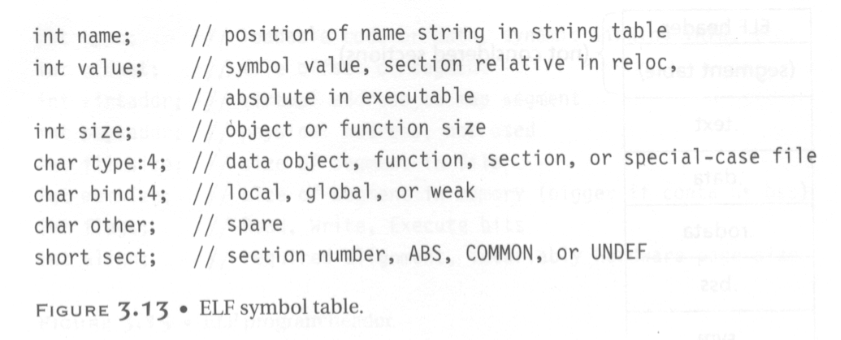 int name; // position of name string in string table
int value; // symbol value, section relative in reloc,
// absolute in executable
int size; // object or function size
char type:4; // data object, function, section, or special-case file
char bind:4; // local, global, or weak
char other; // spare
short sect; // section number, ABS, COMMON, or UNDEF
FIGURE 3.13 • ELF symbol table.